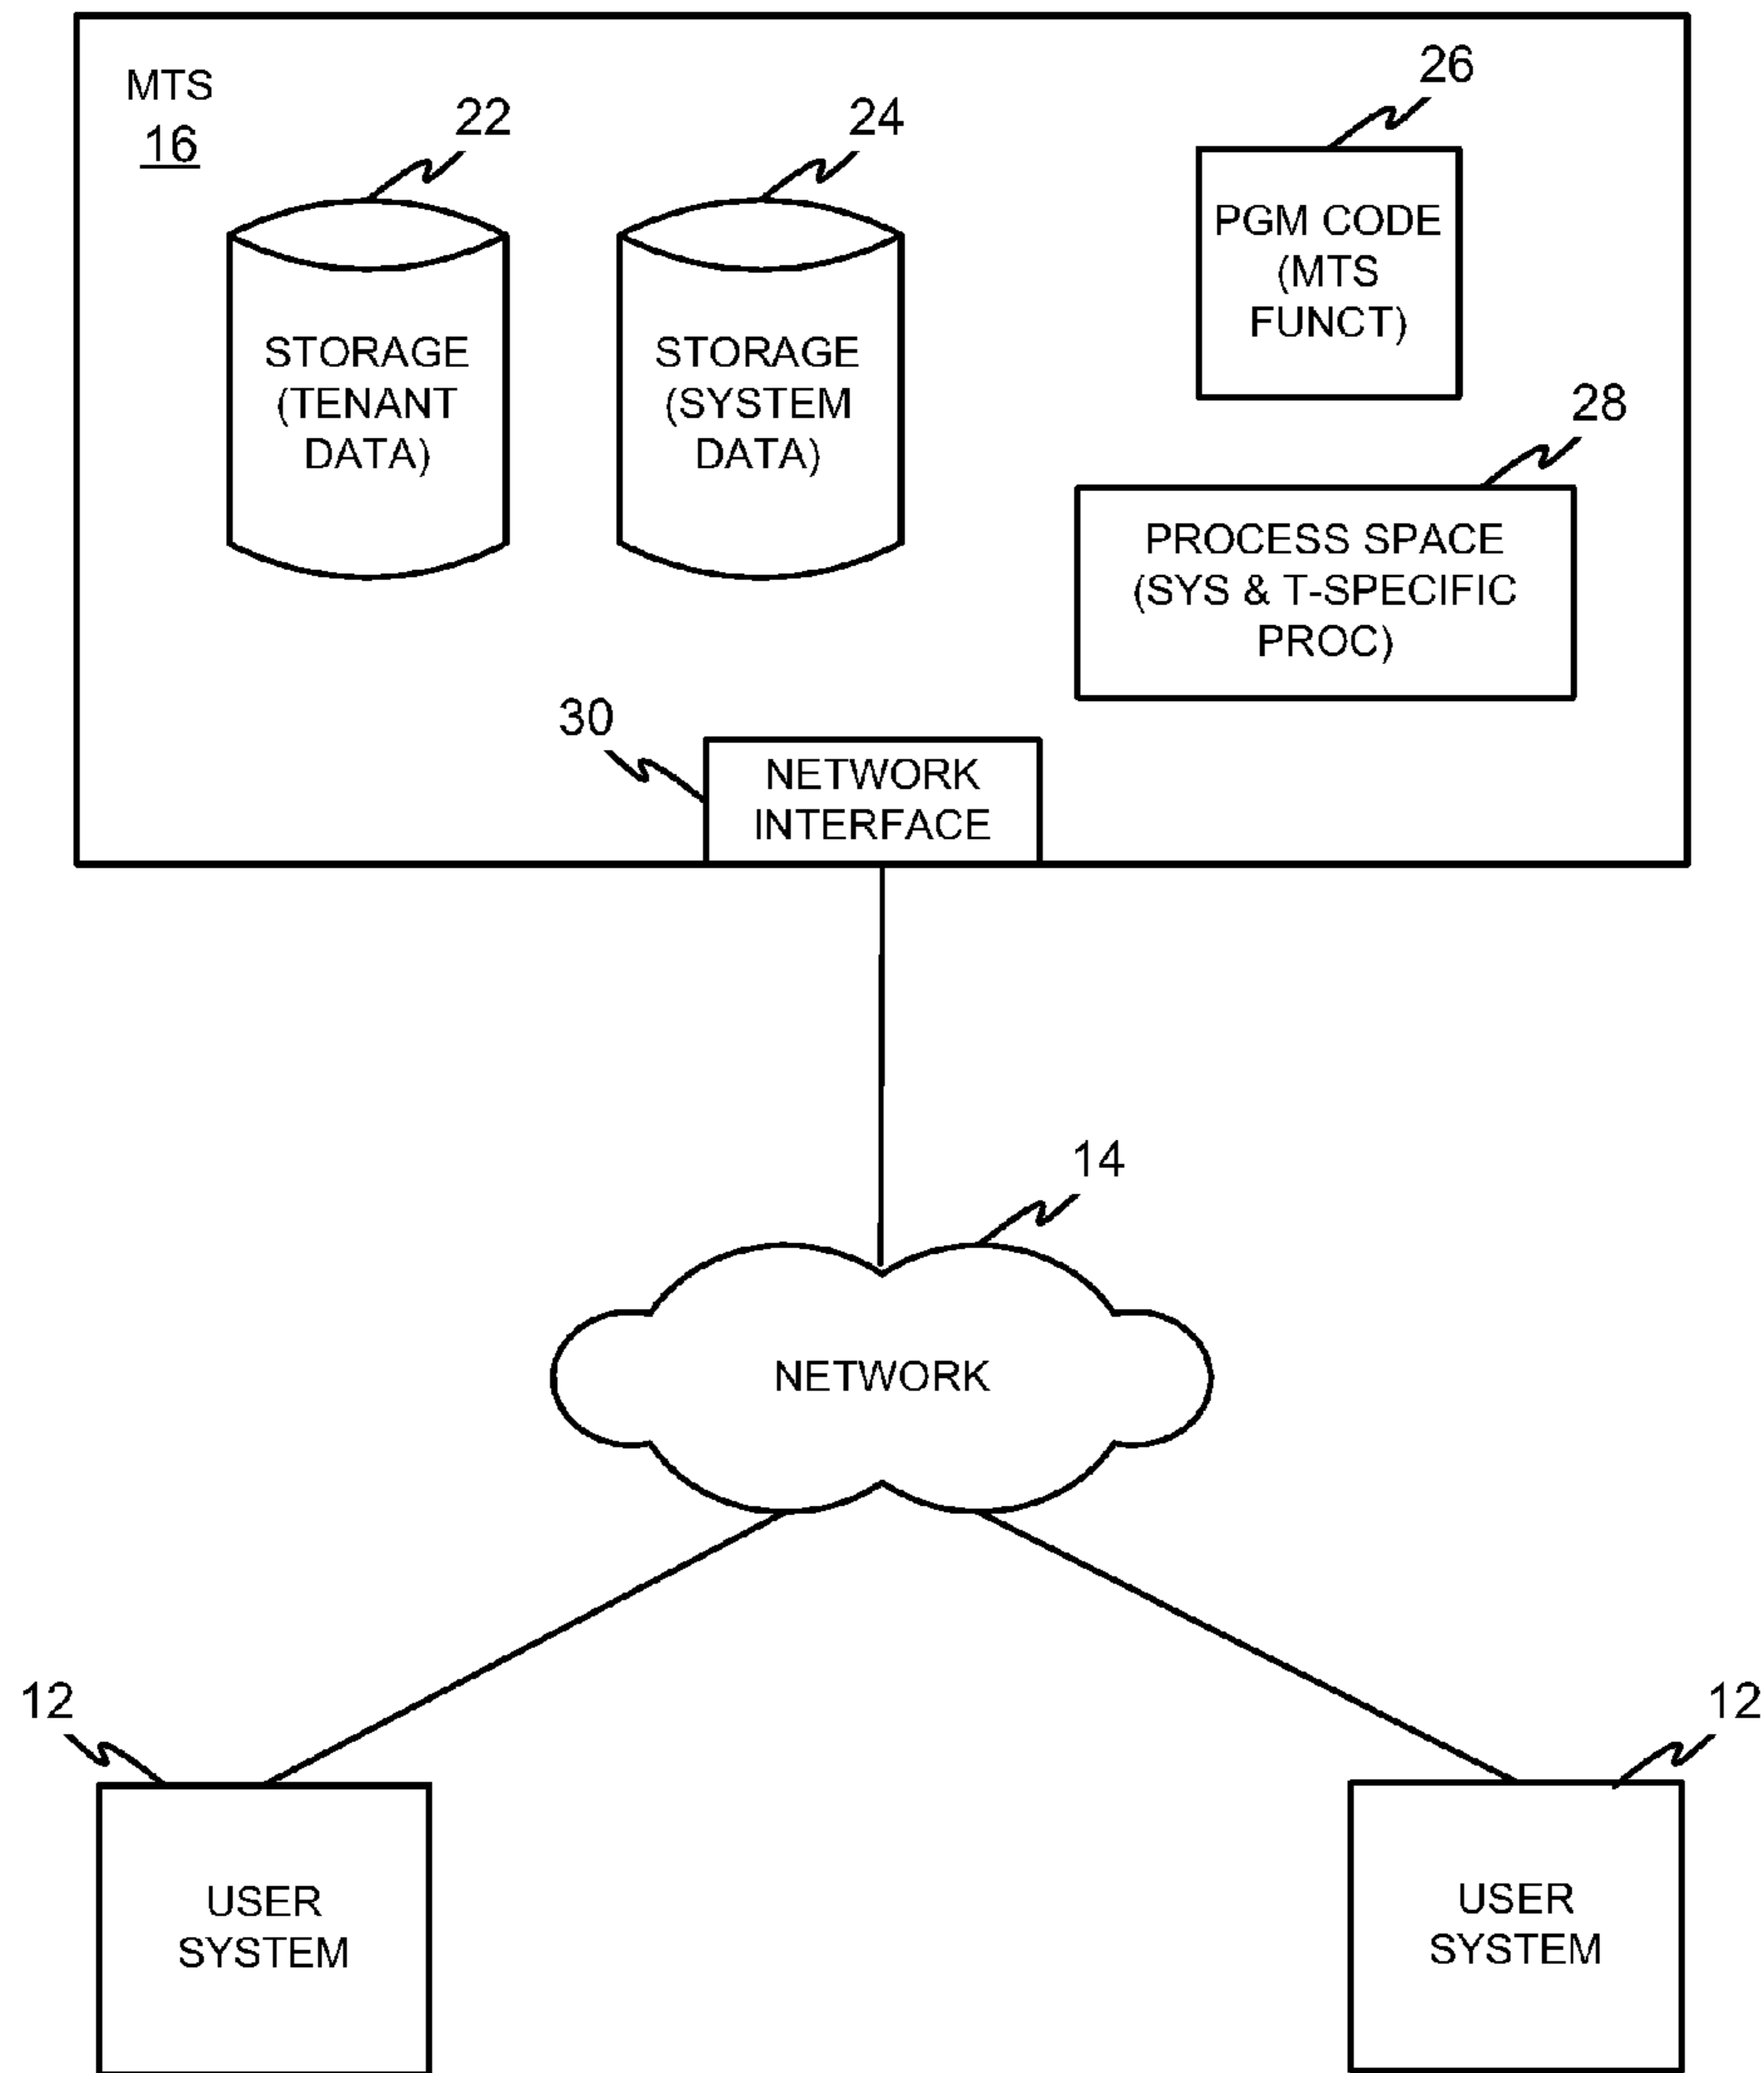 MTS
16
22
24
26
STORAGE
(TENANT
DATA)
STORAGE
(SYSTEM
DATA)
PGM CODE
(MTS
FUNCT)
28
PROCESS SPACE
(SYS & T-SPECIFIC
PROC)
30
NETWORK
INTERFACE
14
NETWORK
12
USER
SYSTEM
12
USER
SYSTEM